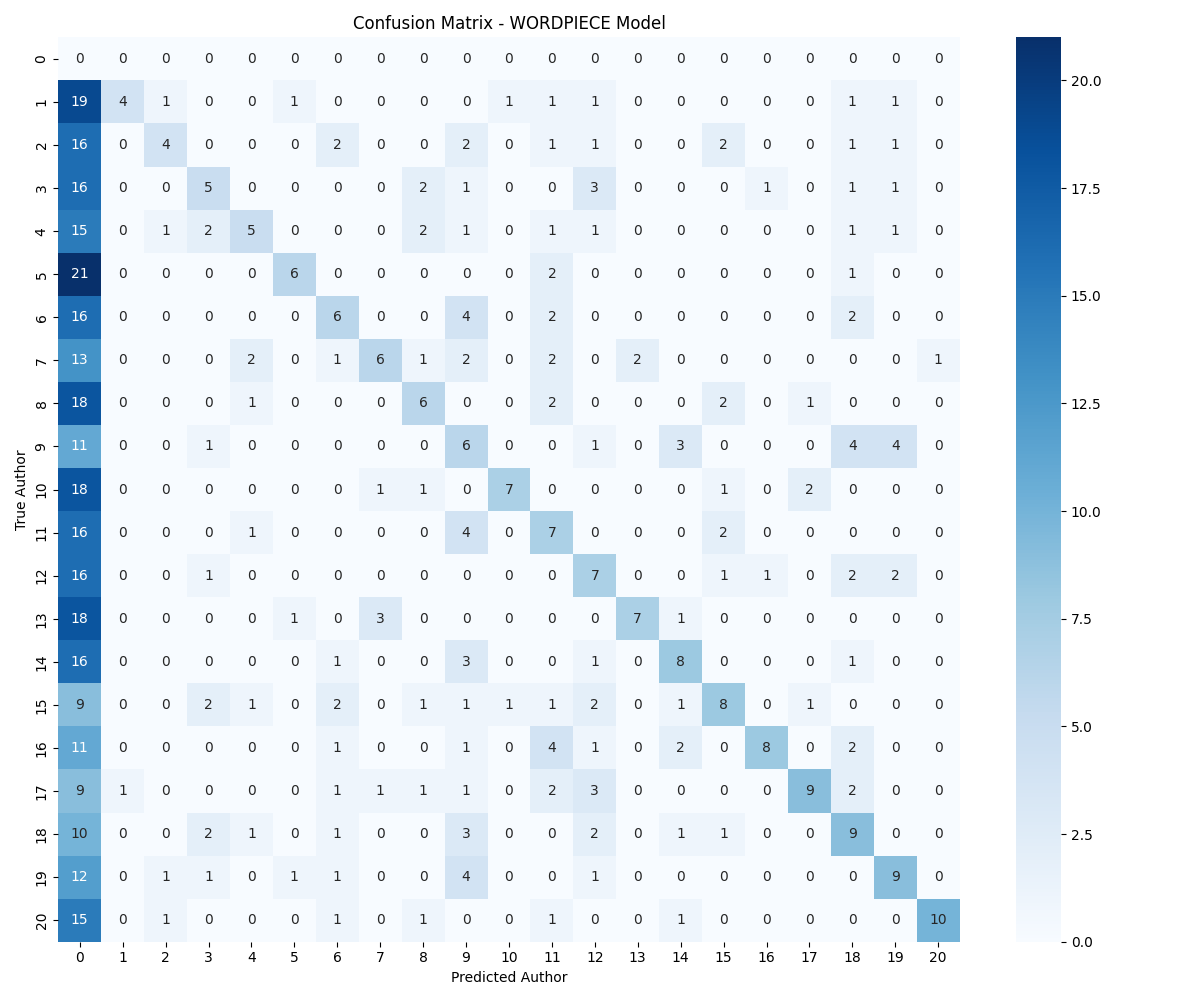 Confusion Matrix - WORDPIECE Model
True Author
0 0 0 0 0 0 0 0 0 0 0 0 0 0 0 0 0 0 0 0 0 0
1 19 4 1 0 0 1 0 0 0 0 1 1 1 0 0 0 0 0 1 1 0
2 16 0 4 0 0 0 2 0 0 2 0 1 1 0 0 2 0 0 1 1 0
3 16 0 0 5 0 0 0 0 2 1 0 0 3 0 0 0 1 0 1 1 0
4 15 0 1 2 5 0 0 0 2 1 0 1 1 0 0 0 0 0 1 1 0
5 21 0 0 0 0 6 0 0 0 0 0 2 0 0 0 0 0 0 1 0 0
6 16 0 0 0 0 0 6 0 0 4 0 2 0 0 0 0 0 0 2 0 0
7 13 0 0 0 2 0 1 6 1 2 0 2 0 2 0 0 0 0 0 0 1
8 18 0 0 0 1 0 0 0 6 0 0 2 0 0 0 2 0 1 0 0 0
9 11 0 0 1 0 0 0 0 0 6 0 0 1 0 3 0 0 0 4 4 0
10 18 0 0 0 0 0 0 1 1 0 7 0 0 0 0 1 0 2 0 0 0
11 16 0 0 0 1 0 0 0 0 4 0 7 0 0 0 2 0 0 0 0 0
12 16 0 0 1 0 0 0 0 0 0 0 0 7 0 0 1 1 0 2 2 0
13 18 0 0 0 0 1 0 3 0 0 0 0 0 7 1 0 0 0 0 0 0
14 16 0 0 0 0 0 1 0 0 3 0 0 1 0 8 0 0 0 1 0 0
15 9 0 0 2 1 0 2 0 1 1 1 1 2 0 1 8 0 1 0 0 0
16 11 0 0 0 0 0 1 0 0 1 0 4 1 0 2 0 8 0 2 0 0
17 9 1 0 0 0 0 1 1 1 1 0 2 3 0 0 0 0 9 2 0 0
18 10 0 0 2 1 0 1 0 0 3 0 0 2 0 1 1 0 0 9 0 0
19 12 0 1 1 0 1 1 0 0 4 0 0 1 0 0 0 0 0 0 9 0
20 15 0 1 0 0 0 1 0 1 0 0 1 0 0 1 0 0 0 0 0 10
0 1 2 3 4 5 6 7 8 9 10 11 12 13 14 15 16 17 18 19 20
Predicted Author
20.0
17.5
15.0
12.5
10.0
7.5
5.0
2.5
0.0